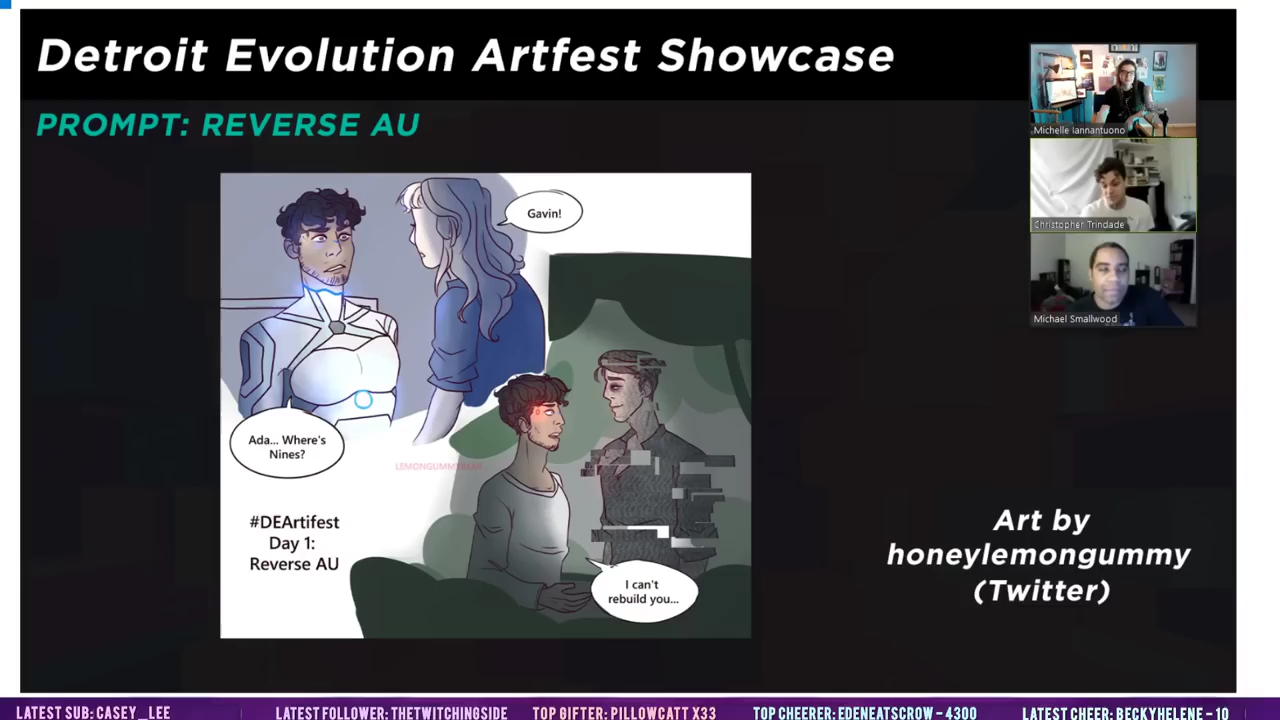 Detroit Evolution Artfest Showcase
PROMPT: REVERSE AU
Michelle Iannantuono
Christopher Trindade
Michael Smallwood
Gavin!
Ada... Where's
Nines?
LEMONGUMMYBEAR
#DEArtifest
Day 1:
Reverse AU
I can't
rebuild you...
Art by
honeylemongummy
(Twitter)
LATEST SUB: CASEY_LEE
LATEST FOLLOWER: THETWITCHINGSIDE
TOP GIFTER: PILLOWCATT X33
TOP CHEERER: EDENEATSCROW - 4300
LATEST CHEER: BECKYHELENE - 10